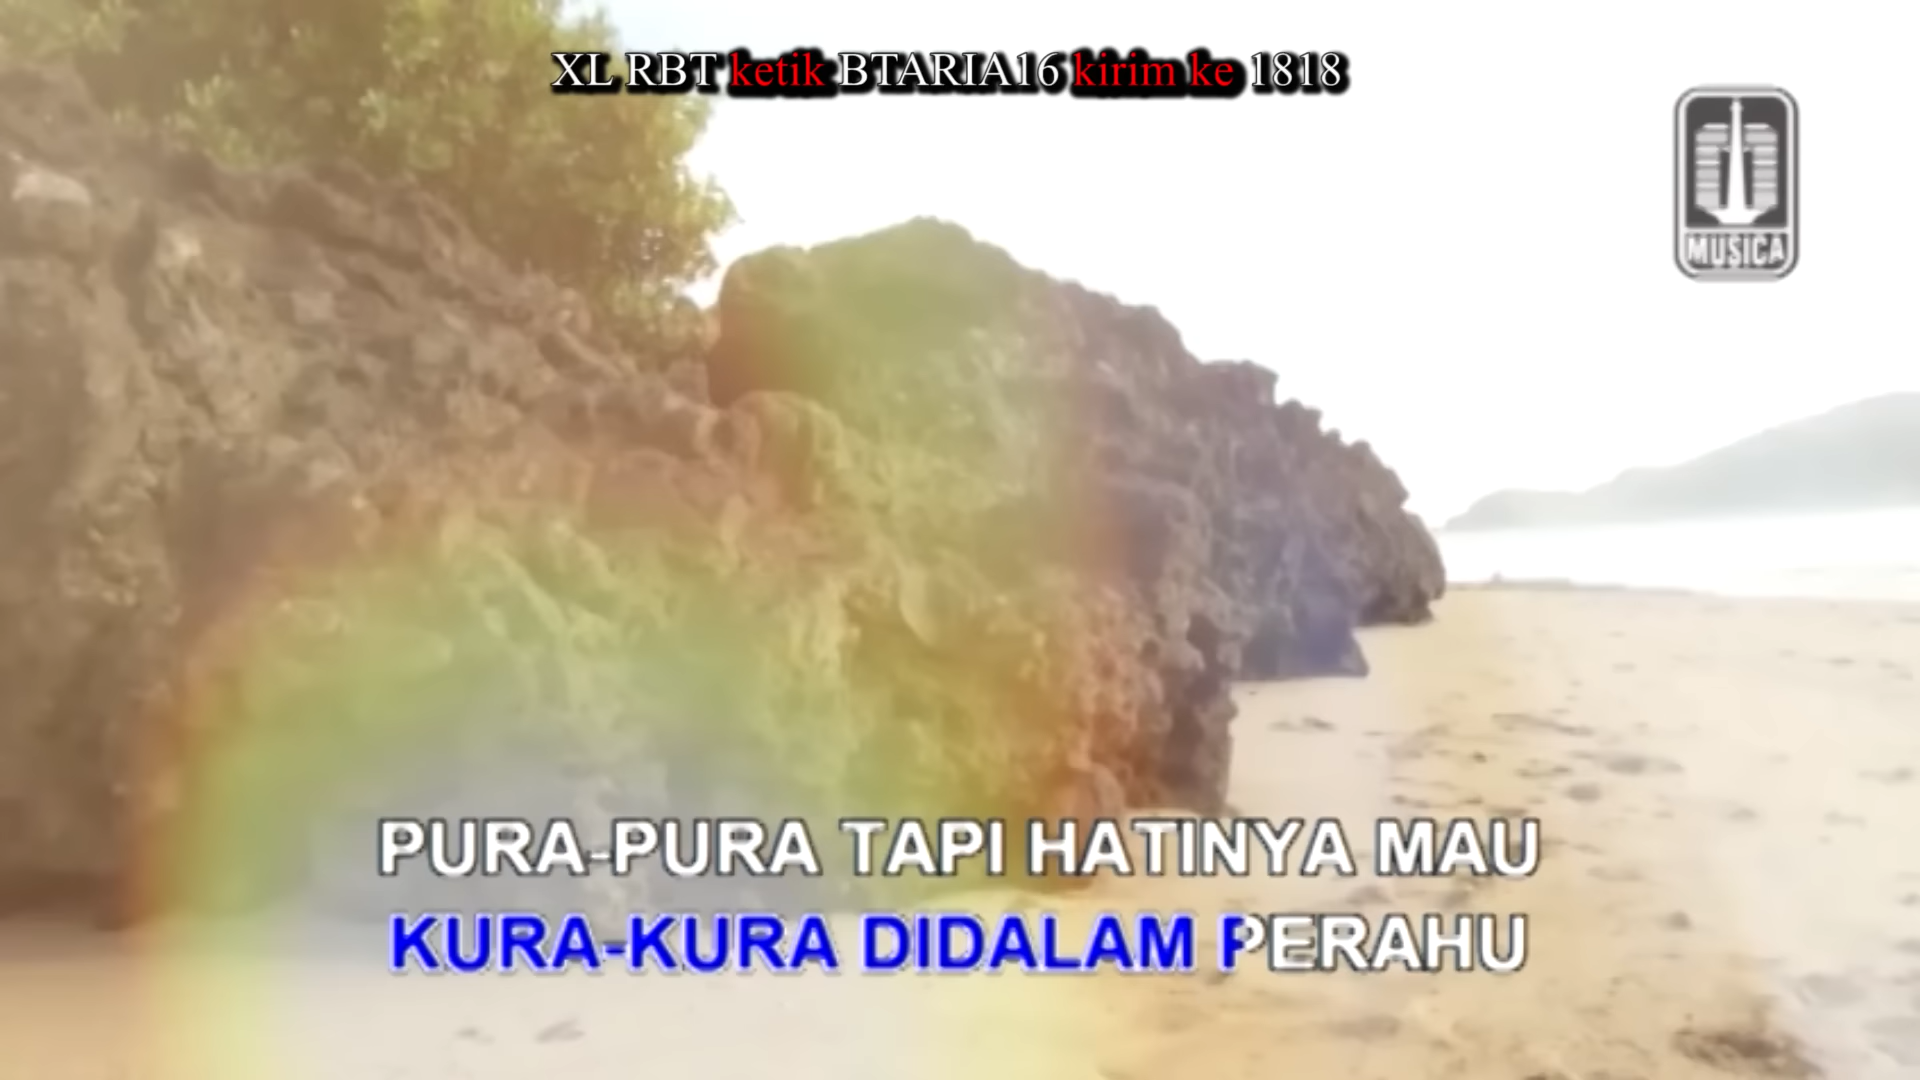 XL RBT ketik BTARIA16 kirim ke 1818
MUSICA
PURA-PURA TAPI HATINYA MAU
KURA-KURA DIDALAM PERAHU